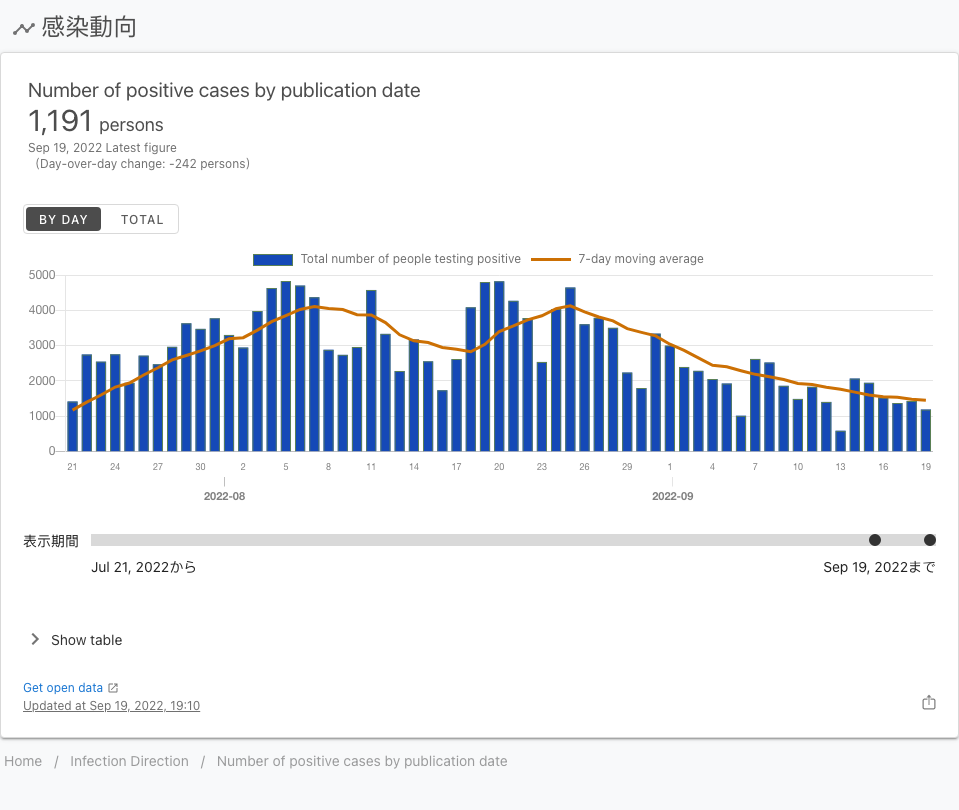 感染動向
Number of positive cases by publication date
1,191 persons
Sep 19, 2022 Latest figure
(Day-over-day change: -242 persons)
BY DAY TOTAL
Total number of people testing positive 7-day moving average
5000
4000
3000
2000
1000
0
21 24 27 30 2 5 8 11 14 17 20 23 26 29 1 4 7 10 13 16 19
2022-08 2022-09
表示期間
Jul 21, 2022から Sep 19, 2022まで
Show table
Get open data
Updated at Sep 19, 2022, 19:10
Home / Infection Direction / Number of positive cases by publication date